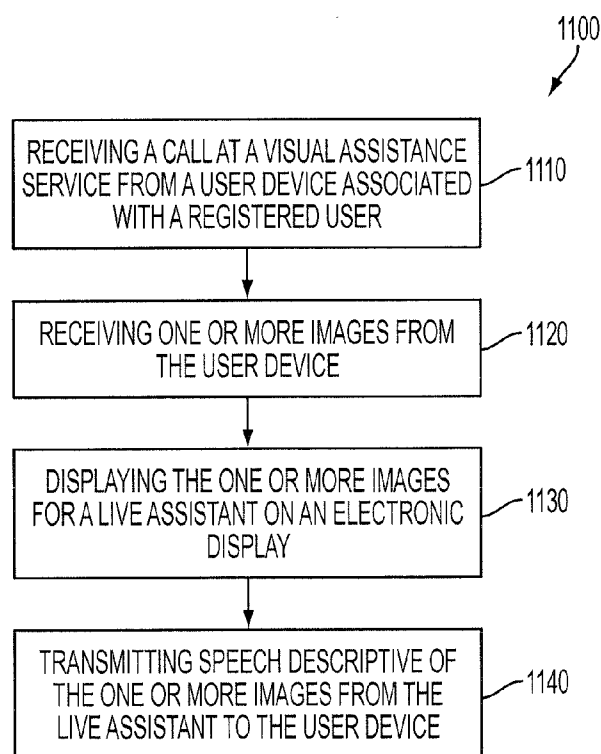 1100
RECEIVING A CALL AT A VISUAL ASSISTANCE
SERVICE FROM A USER DEVICE ASSOCIATED
WITH A REGISTERED USER
1110
RECEIVING ONE OR MORE IMAGES FROM
THE USER DEVICE
1120
DISPLAYING THE ONE OR MORE IMAGES
FOR A LIVE ASSISTANT ON AN ELECTRONIC
DISPLAY
1130
TRANSMITTING SPEECH DESCRIPTIVE OF
THE ONE OR MORE IMAGES FROM THE
LIVE ASSISTANT TO THE USER DEVICE
1140